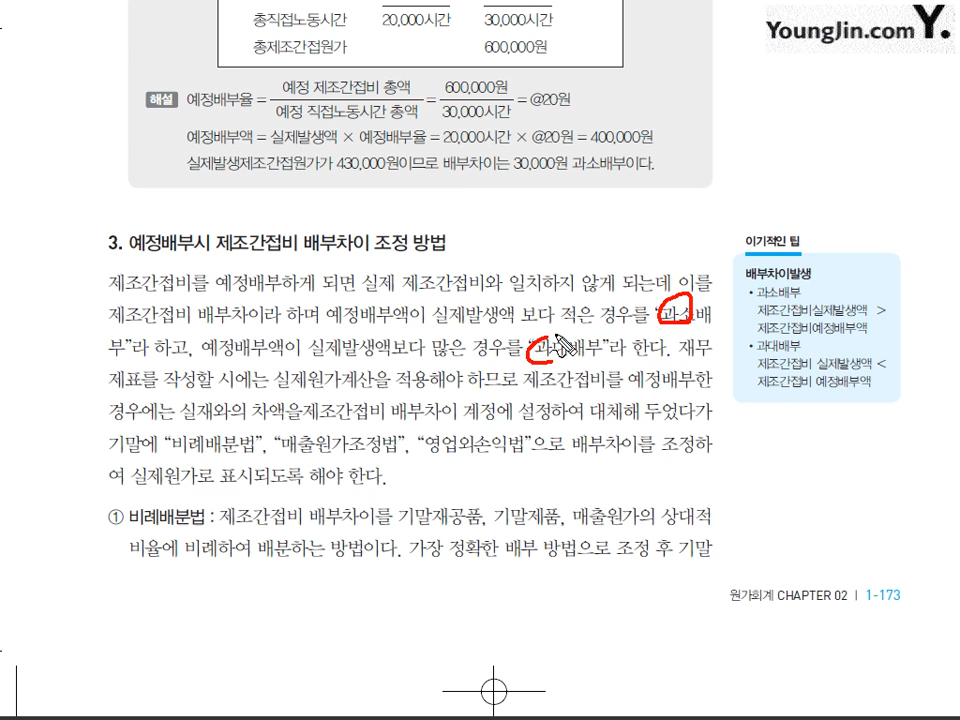 총직접노동시간 20,000시간 30,000시간
총제조간접원가 600,000원
YoungJin.com Y.
해설 예정배부율 = 예정 제조간접비 총액 / 예정 직접노동시간 총액 = 600,000원 / 30,000시간 = @20원
예정배부액 = 실제발생액 × 예정배부율 = 20,000시간 × @20원 = 400,000원
실제발생제조간접원가가 430,000원이므로 배부차이는 30,000원 과소배부이다.
3. 예정배부시 제조간접비 배부차이 조정 방법
제조간접비를 예정배부하게 되면 실제 제조간접비와 일치하지 않게 되는데 이를
제조간접비 배부차이라 하며 예정배부액이 실제발생액 보다 적은 경우를 “과소배
부”라 하고, 예정배부액이 실제발생액보다 많은 경우를 “과대배부”라 한다. 재무
제표를 작성할 시에는 실제원가계산을 적용해야 하므로 제조간접비를 예정배부한
경우에는 실재와의 차액을제조간접비 배부차이 계정에 설정하여 대체해 두었다가
기말에 “비례배분법”, “매출원가조정법”, “영업외손익법”으로 배부차이를 조정하
여 실제원가로 표시되도록 해야 한다.
① 비례배분법 : 제조간접비 배부차이를 기말재공품, 기말제품, 매출원가의 상대적
비율에 비례하여 배분하는 방법이다. 가장 정확한 배부 방법으로 조정 후 기말
이기적인 팁
배부차이발생
• 과소배부
제조간접비실제발생액 >
제조간접비예정배부액
• 과대배부
제조간접비 실제발생액 <
제조간접비 예정배부액
원가회계 CHAPTER 02 | 1-173